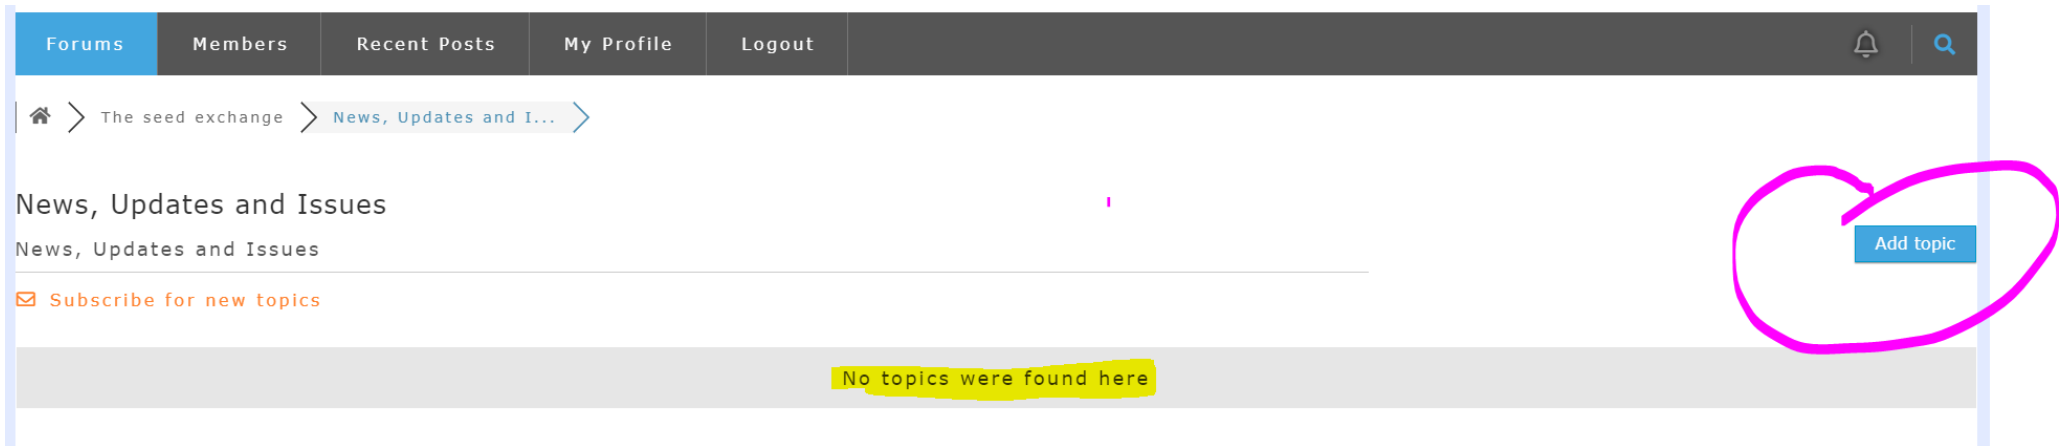 Forums Members Recent Posts My Profile Logout
The seed exchange News, Updates and I...
News, Updates and Issues
News, Updates and Issues
Add topic
Subscribe for new topics
No topics were found here